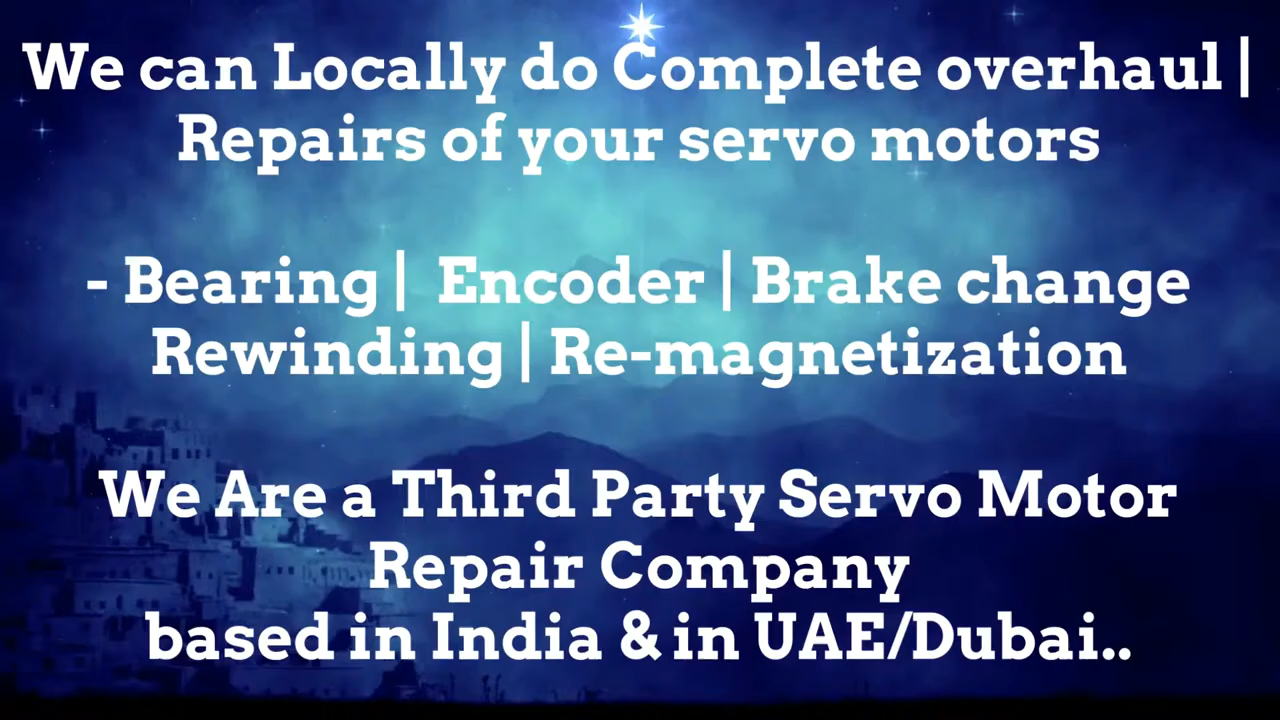 We can Locally do Complete overhaul |
Repairs of your servo motors
- Bearing | Encoder | Brake change
Rewinding | Re-magnetization
We Are a Third Party Servo Motor
Repair Company
based in India & in UAE/Dubai..